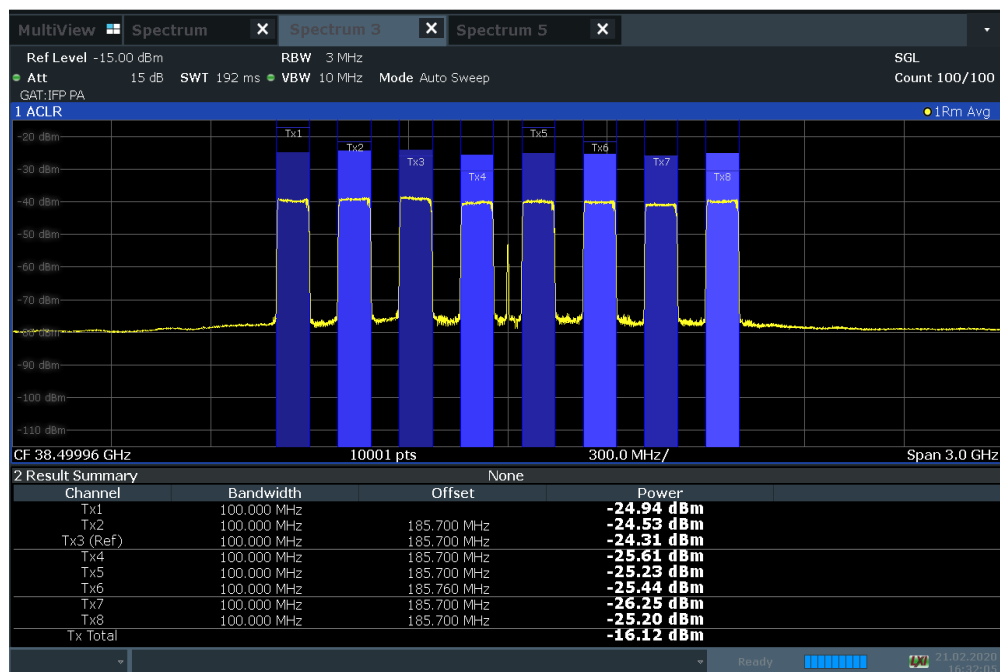 MultiView Spectrum X Spectrum 3 X Spectrum 5 X
Ref Level -15.00 dBm RBW 3 MHz SGL
Att 15 dB SWT 192 ms VBW 10 MHz Mode Auto Sweep Count 100/100
GAT:IFP PA
1 ACLR 1Rm Avg
Tx1 Tx5
-20 dBm
Tx2 Tx6
Tx3 Tx7
-30 dBm
Tx4 Tx8
-40 dBm
-50 dBm
-60 dBm
-70 dBm
-80 dBm
-90 dBm
-100 dBm
-110 dBm
CF 38.49996 GHz 10001 pts 300.0 MHz/ Span 3.0 GHz
2 Result Summary None
Channel Bandwidth Offset Power
Tx1 100.000 MHz -24.94 dBm
Tx2 100.000 MHz 185.700 MHz -24.53 dBm
Tx3 (Ref) 100.000 MHz 185.700 MHz -24.31 dBm
Tx4 100.000 MHz 185.700 MHz -25.61 dBm
Tx5 100.000 MHz 185.700 MHz -25.23 dBm
Tx6 100.000 MHz 185.760 MHz -25.44 dBm
Tx7 100.000 MHz 185.700 MHz -26.25 dBm
Tx8 100.000 MHz 185.700 MHz -25.20 dBm
Tx Total -16.12 dBm
Ready LXI 21.02.2020
16:32:05